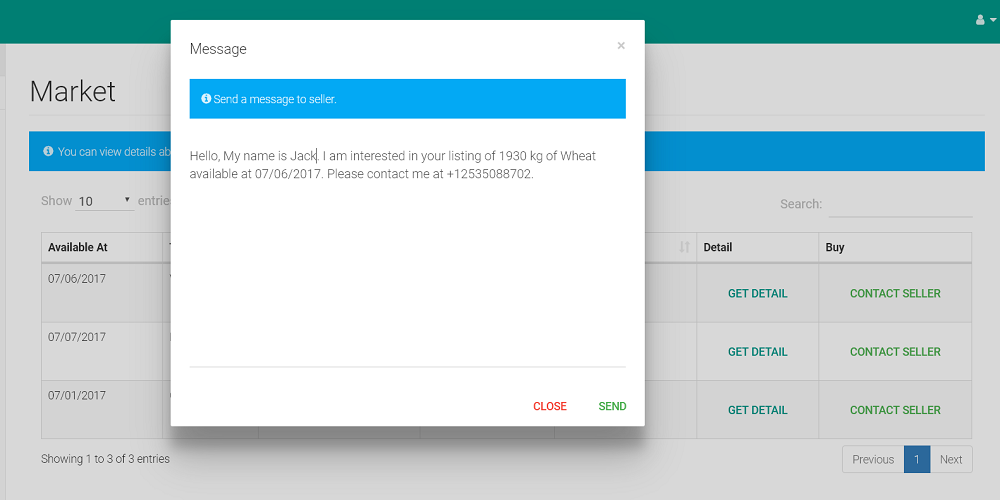 Message
×
Send a message to seller.
Hello, My name is Jack. I am interested in your listing of 1930 kg of Wheat
available at 07/06/2017. Please contact me at +12535088702.
CLOSE SEND
Market
You can view details
Show 10 entries
Search:
Available At Detail Buy
07/06/2017 GET DETAIL CONTACT SELLER
07/07/2017 GET DETAIL CONTACT SELLER
07/01/2017 GET DETAIL CONTACT SELLER
Showing 1 to 3 of 3 entries
Previous 1 Next